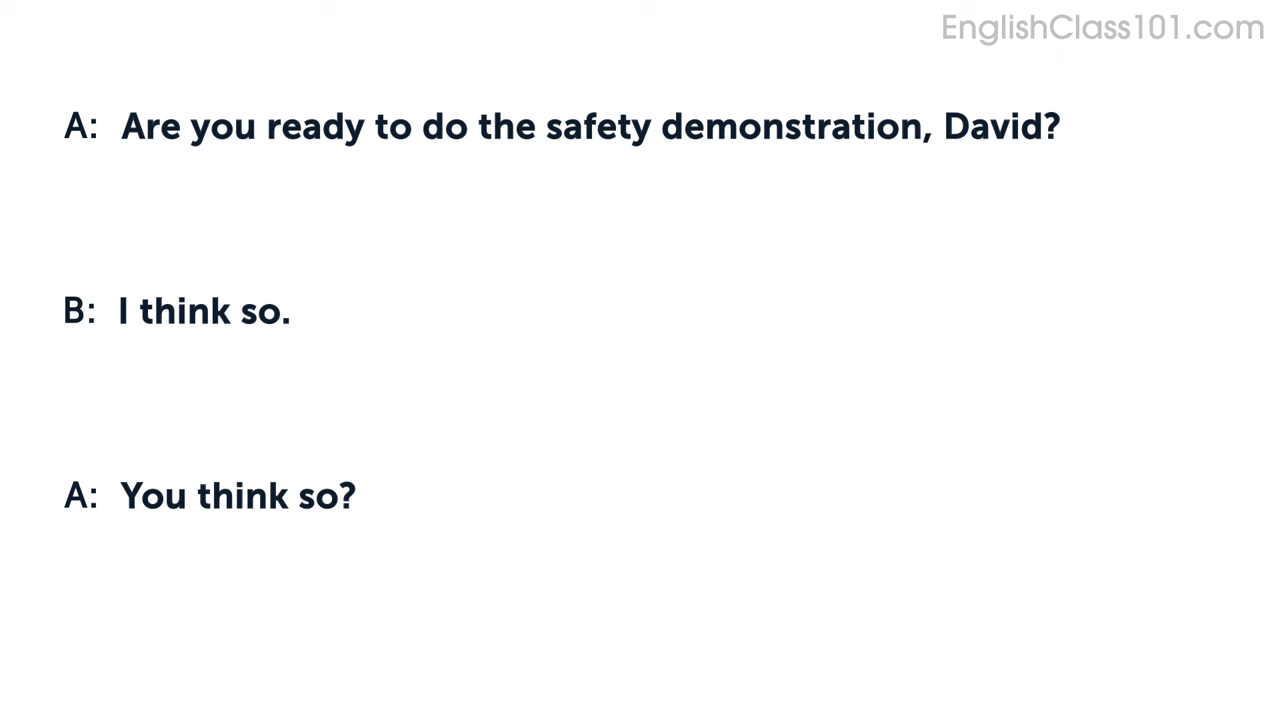 EnglishClass101.com
A: Are you ready to do the safety demonstration, David?
B: I think so.
A: You think so?